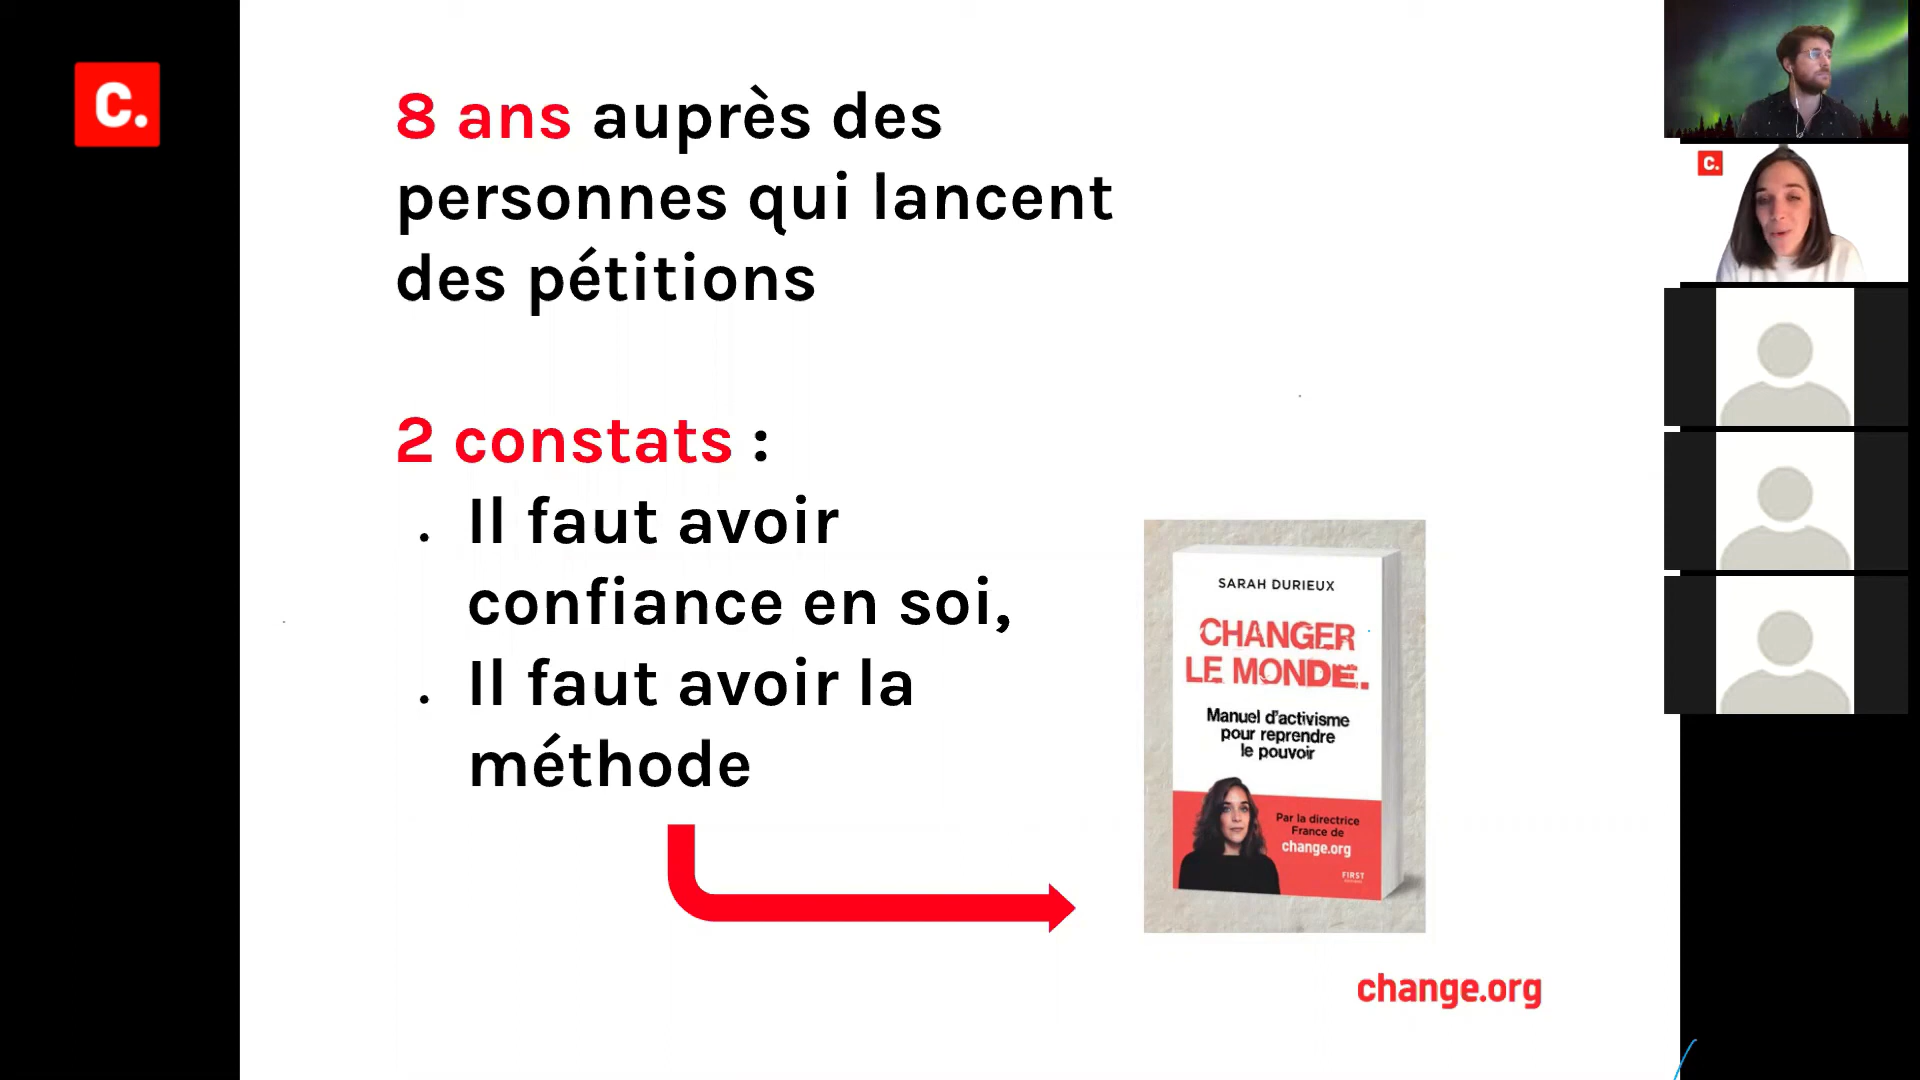 C.
8 ans auprès des
personnes qui lancent
des pétitions
2 constats :
. Il faut avoir
confiance en soi,
. Il faut avoir la
méthode
SARAH DURIEUX
CHANGER
LE MONDE.
Manuel d'activisme
pour reprendre
le pouvoir
Par la directrice
France de
change.org
FIRST
change.org
C.